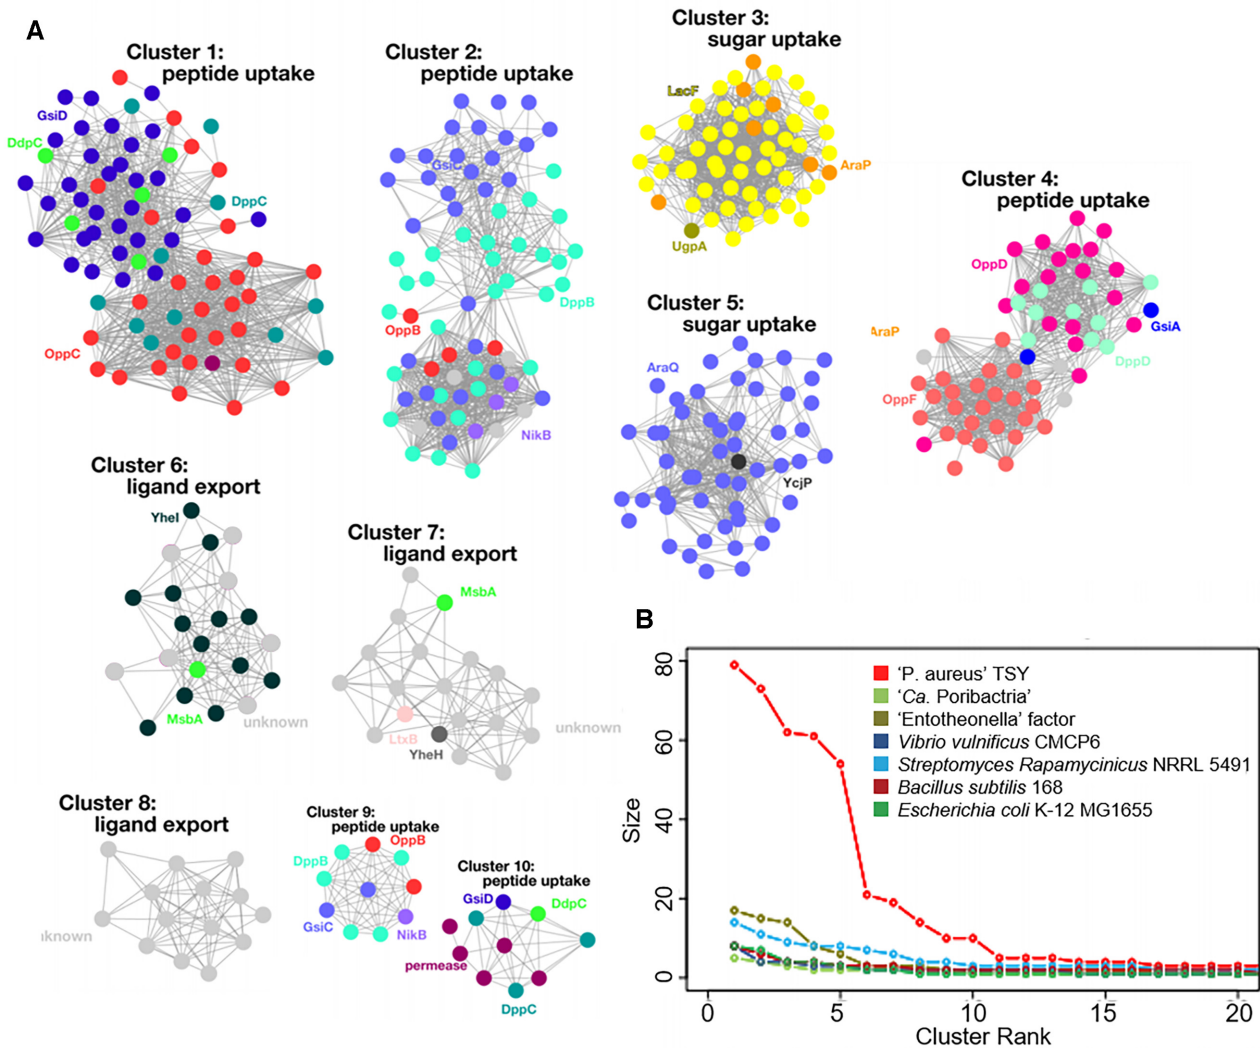 A
Cluster 1:
peptide uptake
GsiD
DdpC
DppC
OppC
Cluster 2:
peptide uptake
GsiC
DppB
OppB
NikB
Cluster 3:
sugar uptake
LacF
AraP
UgpA
Cluster 4:
peptide uptake
OppD
GsiA
DppD
AraP
OppF
Cluster 5:
sugar uptake
AraQ
YcjP
Cluster 6:
ligand export
YheI
MsbA
unknown
Cluster 7:
ligand export
MsbA
LtxB
YheH
unknown
Cluster 8:
ligand export
known
Cluster 9:
peptide uptake
OppB
DppB
GsiC
NikB
Cluster 10:
peptide uptake
GsiD
DdpC
permease
DppC
B
Size
80
60
40
20
0
'P. aureus' TSY
'Ca. Poribactria'
'Entotheonella' factor
Vibrio vulnificus CMCP6
Streptomyces Rapamycinicus NRRL 5491
Bacillus subtilis 168
Escherichia coli K-12 MG1655
0 5 10 15 20
Cluster Rank